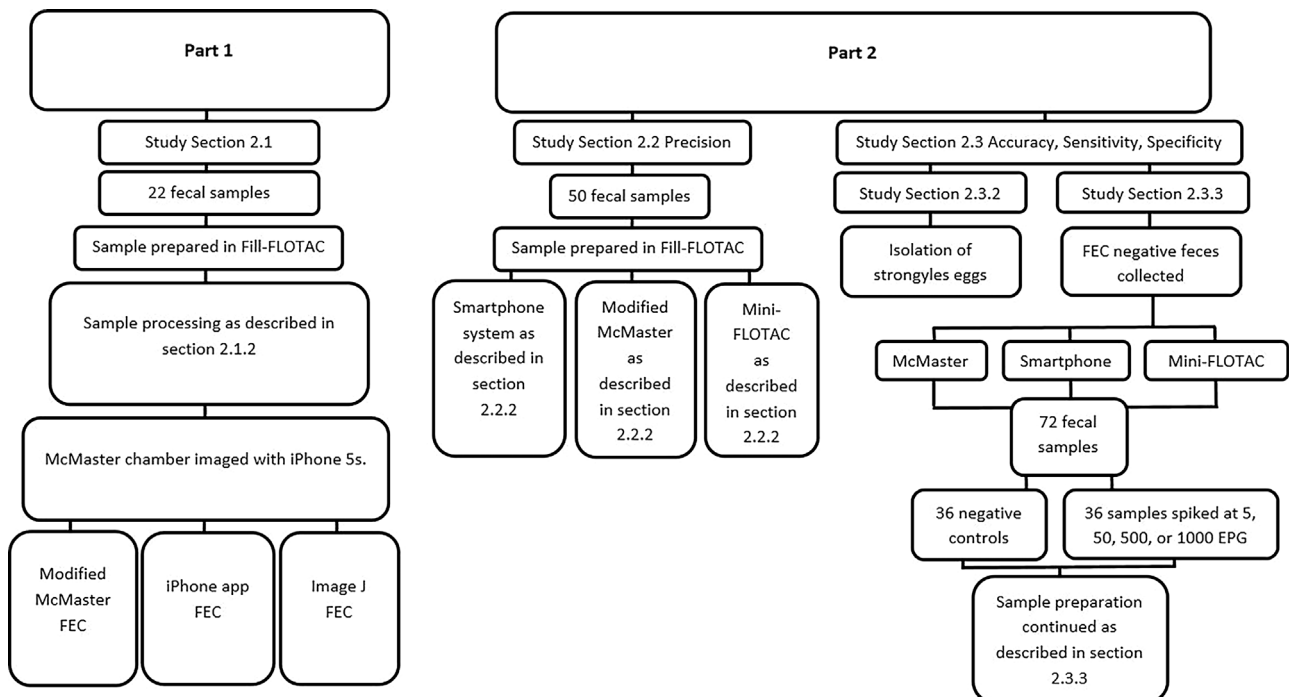 Part 1
Study Section 2.1
22 fecal samples
Sample prepared in Fill-FLOTAC
Sample processing as described in
section 2.1.2
McMaster chamber imaged with iPhone 5s.
Modified
McMaster
FEC
iPhone app
FEC
Image J
FEC
Part 2
Study Section 2.2 Precision
50 fecal samples
Sample prepared in Fill-FLOTAC
Smartphone
system as
described in
section
2.2.2
Modified
McMaster
as
described
in section
2.2.2
Mini-
FLOTAC
as
described
in section
2.2.2
Study Section 2.3 Accuracy, Sensitivity, Specificity
Study Section 2.3.2
Isolation of
strongyles eggs
Study Section 2.3.3
FEC negative feces
collected
McMaster
Smartphone
Mini-FLOTAC
72 fecal
samples
36 negative
controls
36 samples spiked at 5,
50, 500, or 1000 EPG
Sample preparation
continued as
described in section
2.3.3